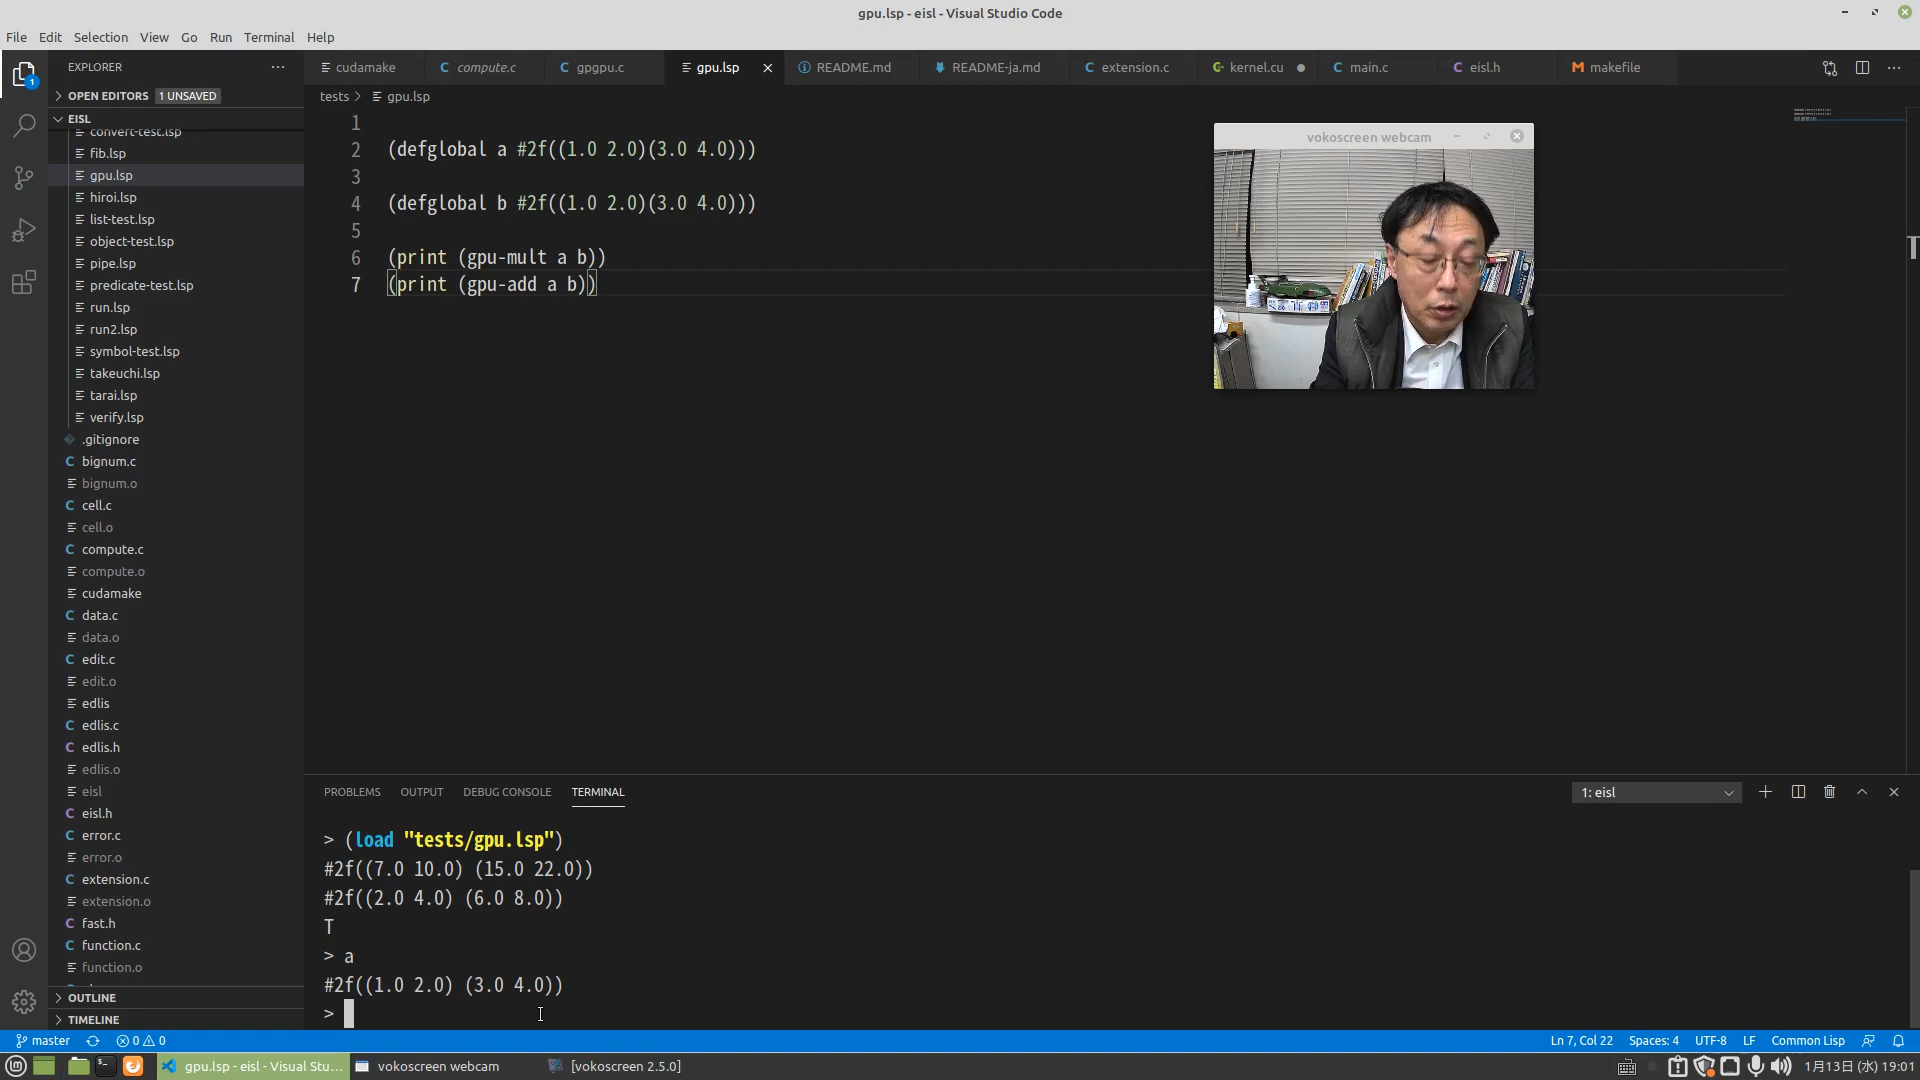 gpu.lsp - eisl - Visual Studio Code
File Edit Selection View Go Run Terminal Help
EXPLORER
OPEN EDITORS 1 UNSAVED
EISL
convert-test.lsp
fib.lsp
gpu.lsp
hiroi.lsp
list-test.lsp
object-test.lsp
pipe.lsp
predicate-test.lsp
run.lsp
run2.lsp
symbol-test.lsp
takeuchi.lsp
tarai.lsp
verify.lsp
.gitignore
bignum.c
bignum.o
cell.c
cell.o
compute.c
compute.o
cudamake
data.c
data.o
edit.c
edit.o
edlis
edlis.c
edlis.h
edlis.o
eisl
eisl.h
error.c
error.o
extension.c
extension.o
fast.h
function.c
function.o
OUTLINE
TIMELINE
cudamake compute.c gpgpu.c gpu.lsp README.md README-ja.md extension.c kernel.cu main.c eisl.h makefile
tests > gpu.lsp
1
2 (defglobal a #2f((1.0 2.0)(3.0 4.0)))
3
4 (defglobal b #2f((1.0 2.0)(3.0 4.0)))
5
6 (print (gpu-mult a b))
7 (print (gpu-add a b))
vokoscreen webcam
PROBLEMS OUTPUT DEBUG CONSOLE TERMINAL
1: eisl
> (load "tests/gpu.lsp")
#2f((7.0 10.0) (15.0 22.0))
#2f((2.0 4.0) (6.0 8.0))
T
> a
#2f((1.0 2.0) (3.0 4.0))
>
master 0 0 Ln 7, Col 22 Spaces: 4 UTF-8 LF Common Lisp
gpu.lsp - eisl - Visual Stu... vokoscreen webcam [vokoscreen 2.5.0] 1月13日 (水) 19:01